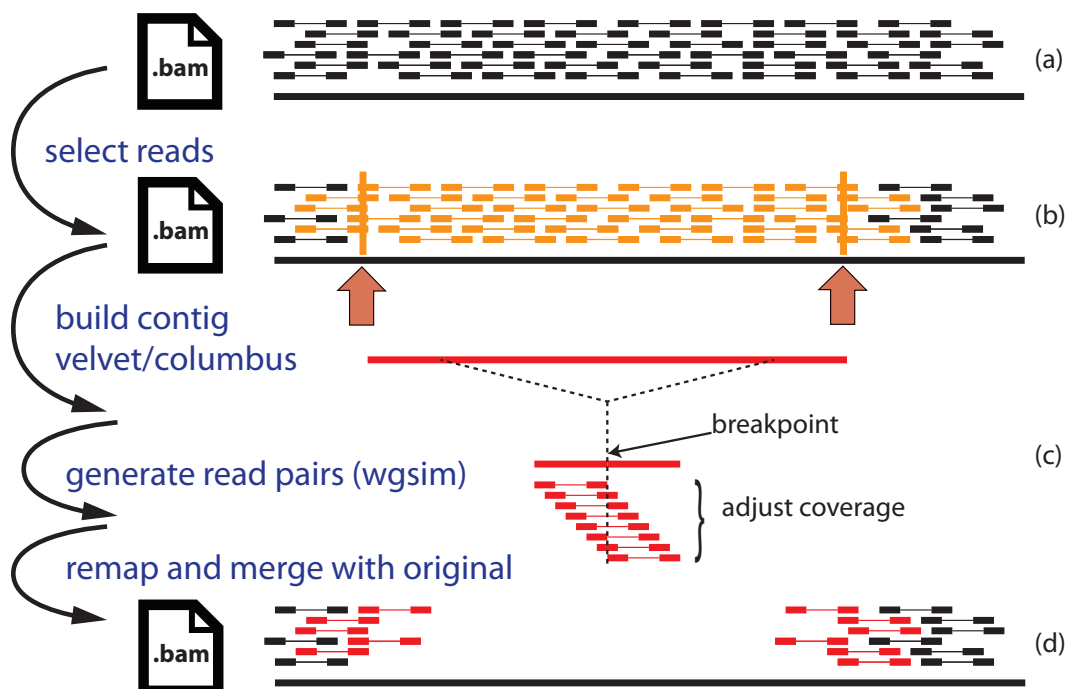 .bam
(a)
select reads
.bam
(b)
build contig
velvet/columbus
breakpoint
(c)
generate read pairs (wgsim)
adjust coverage
remap and merge with original
.bam
(d)